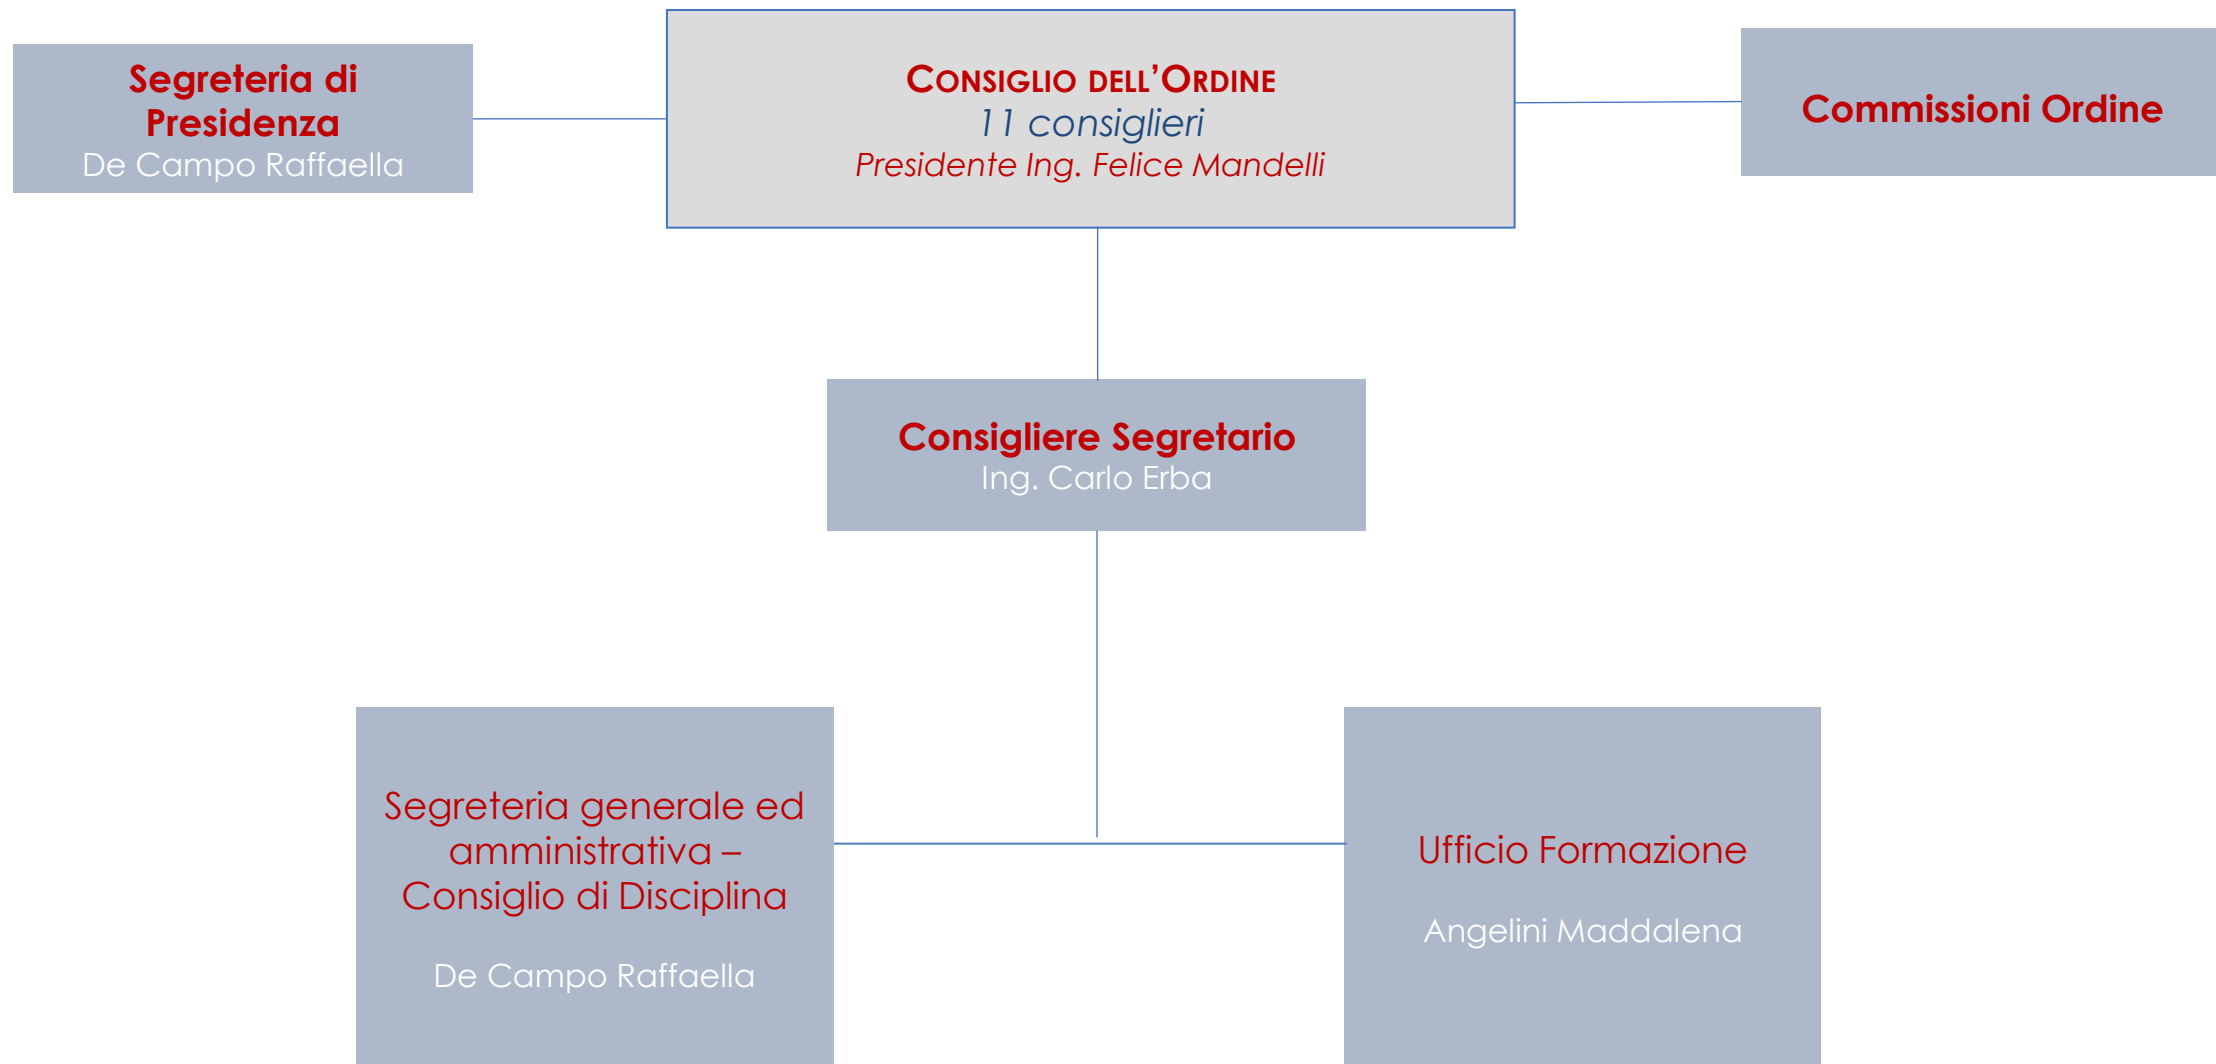 Segreteria di
Presidenza
De Campo Raffaella
CONSIGLIO DELL’ORDINE
11 consiglieri
Presidente Ing. Felice Mandelli
Commissioni Ordine
Consigliere Segretario
Ing. Carlo Erba
Segreteria generale ed
amministrativa –
Consiglio di Disciplina
De Campo Raffaella
Ufficio Formazione
Angelini Maddalena